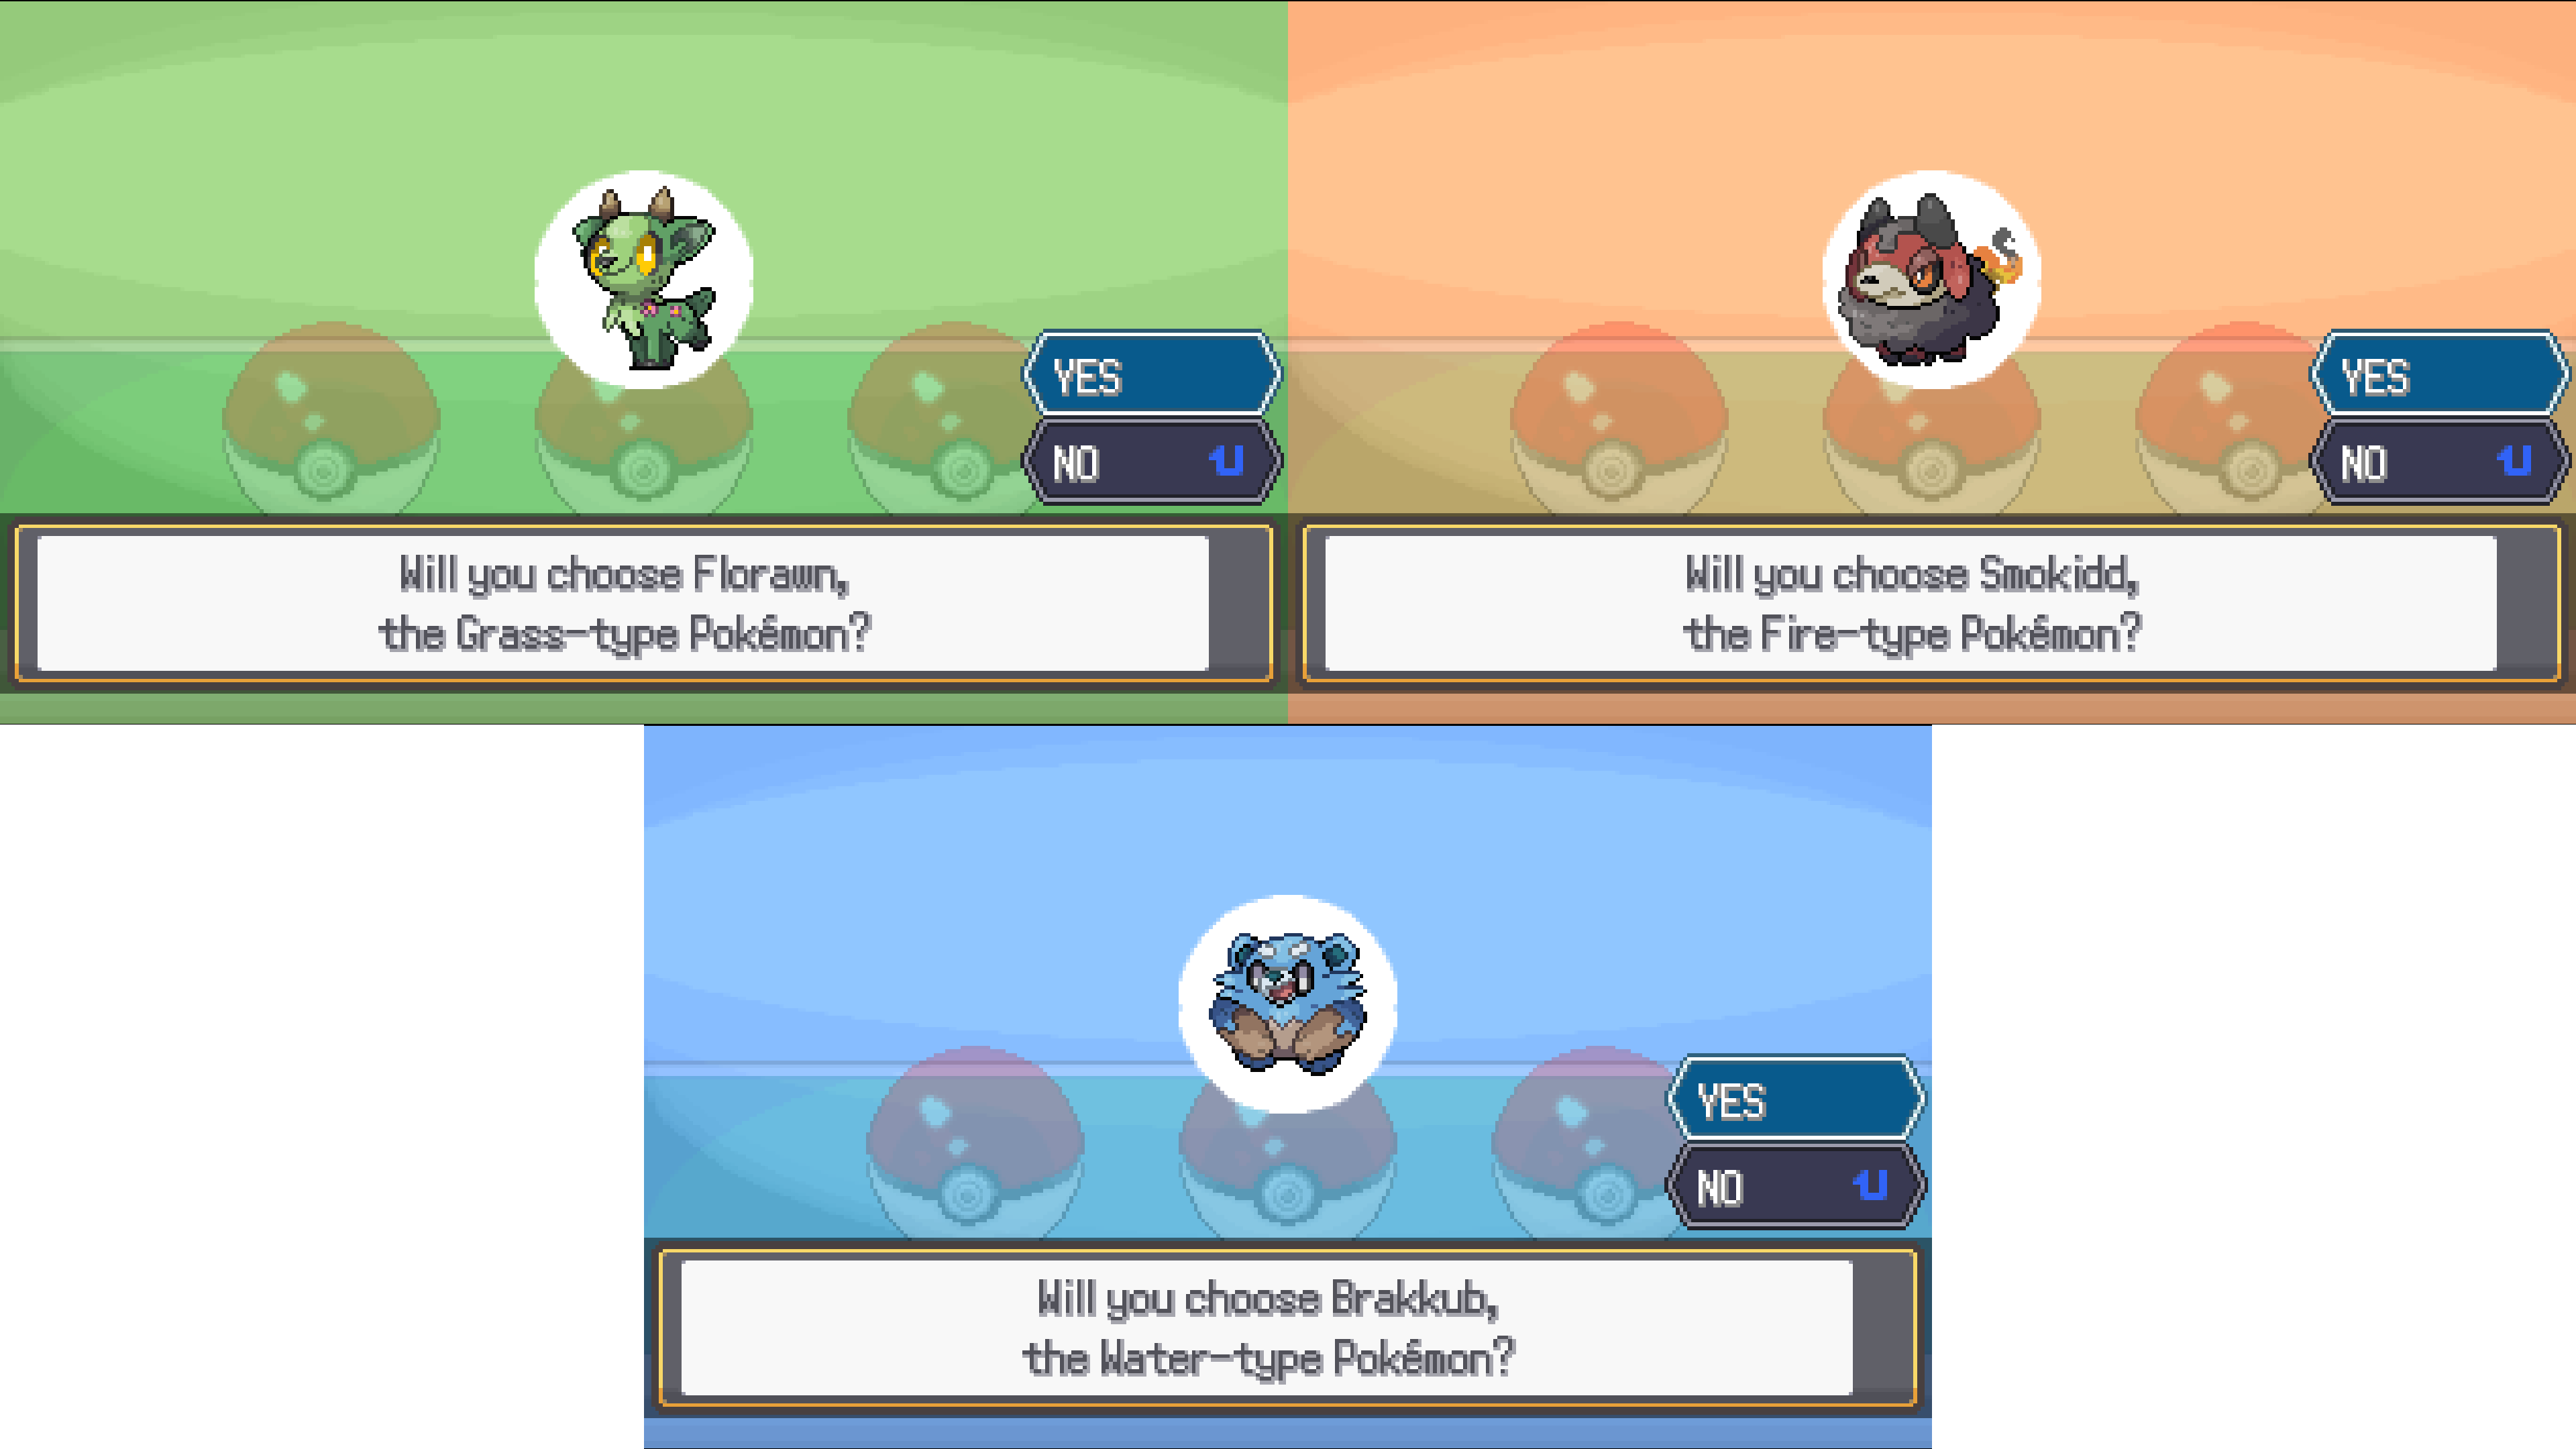 YES
NO
Will you choose Florawn,
the Grass-type Pokémon?
YES
NO
Will you choose Smokidd,
the Fire-type Pokémon?
YES
NO
Will you choose Brakkub,
the Water-type Pokémon?